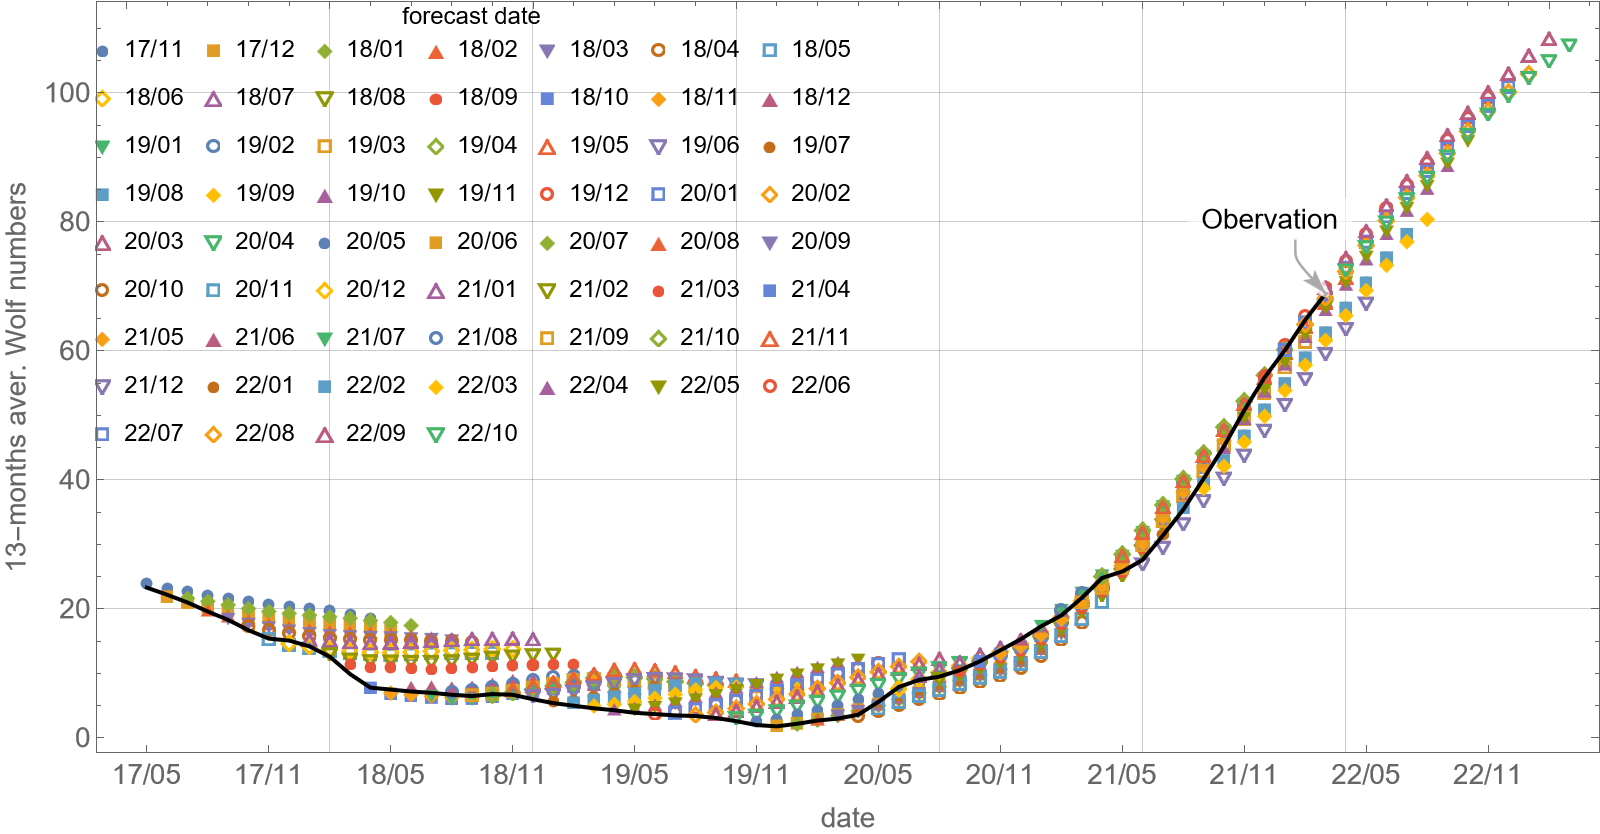 forecast date
17/11 17/12 18/01 18/02 18/03 18/04 18/05
18/06 18/07 18/08 18/09 18/10 18/11 18/12
19/01 19/02 19/03 19/04 19/05 19/06 19/07
19/08 19/09 19/10 19/11 19/12 20/01 20/02
20/03 20/04 20/05 20/06 20/07 20/08 20/09
20/10 20/11 20/12 21/01 21/02 21/03 21/04
21/05 21/06 21/07 21/08 21/09 21/10 21/11
21/12 22/01 22/02 22/03 22/04 22/05 22/06
22/07 22/08 22/09 22/10
Obervation
13−months aver. Wolf numbers
100
80
60
40
20
0
17/05 17/11 18/05 18/11 19/05 19/11 20/05 20/11 21/05 21/11 22/05 22/11
date